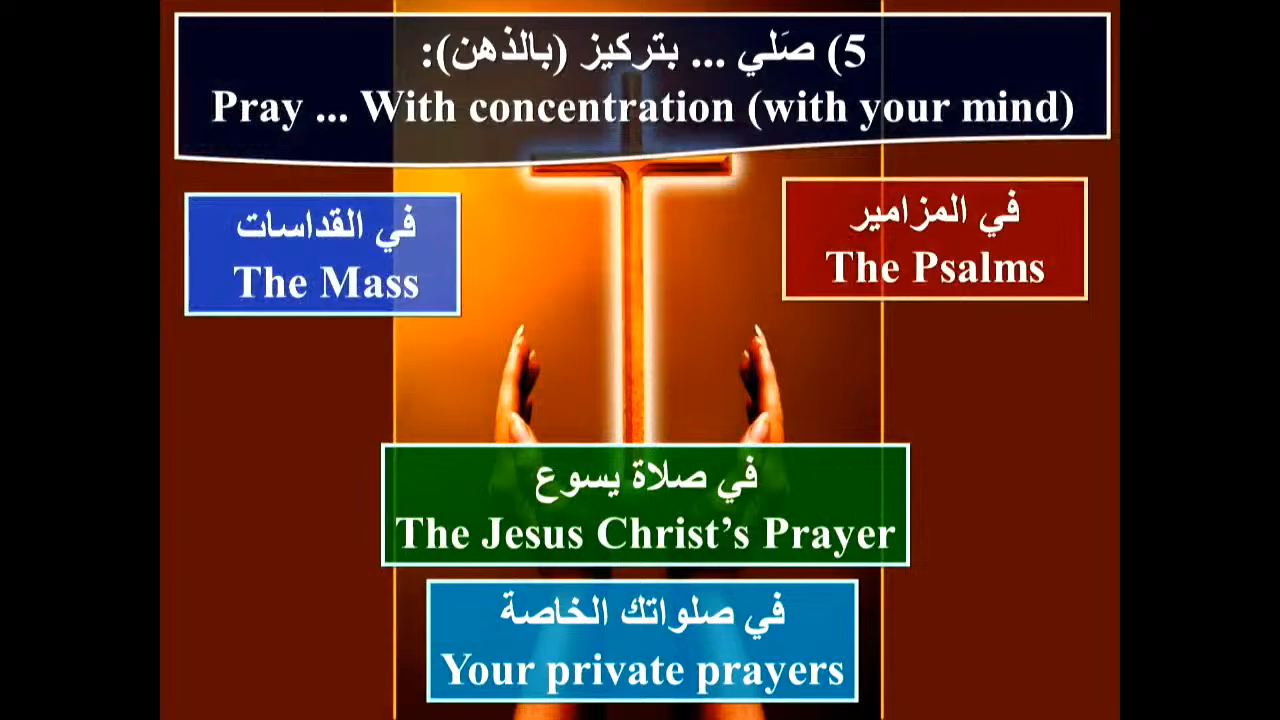 5) صَلي ... بتركيز (بالذهن):
Pray ... With concentration (with your mind)
في المزامير
The Psalms
في القداسات
The Mass
في صلاة يسوع
The Jesus Christ’s Prayer
في صلواتك الخاصة
Your private prayers